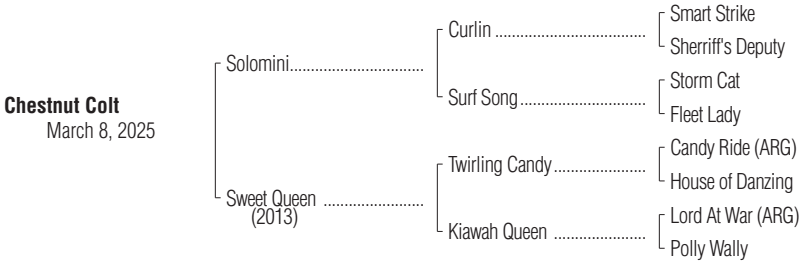 Chestnut Colt
March 8, 2025
Solomini..............................
Sweet Queen ......................
(2013)
Curlin ..................................
Surf Song.............................
Twirling Candy.....................
Kiawah Queen ....................
Smart Strike
Sherriff's Deputy
Storm Cat
Fleet Lady
Candy Ride (ARG)
House of Danzing
Lord At War (ARG)
Polly Wally